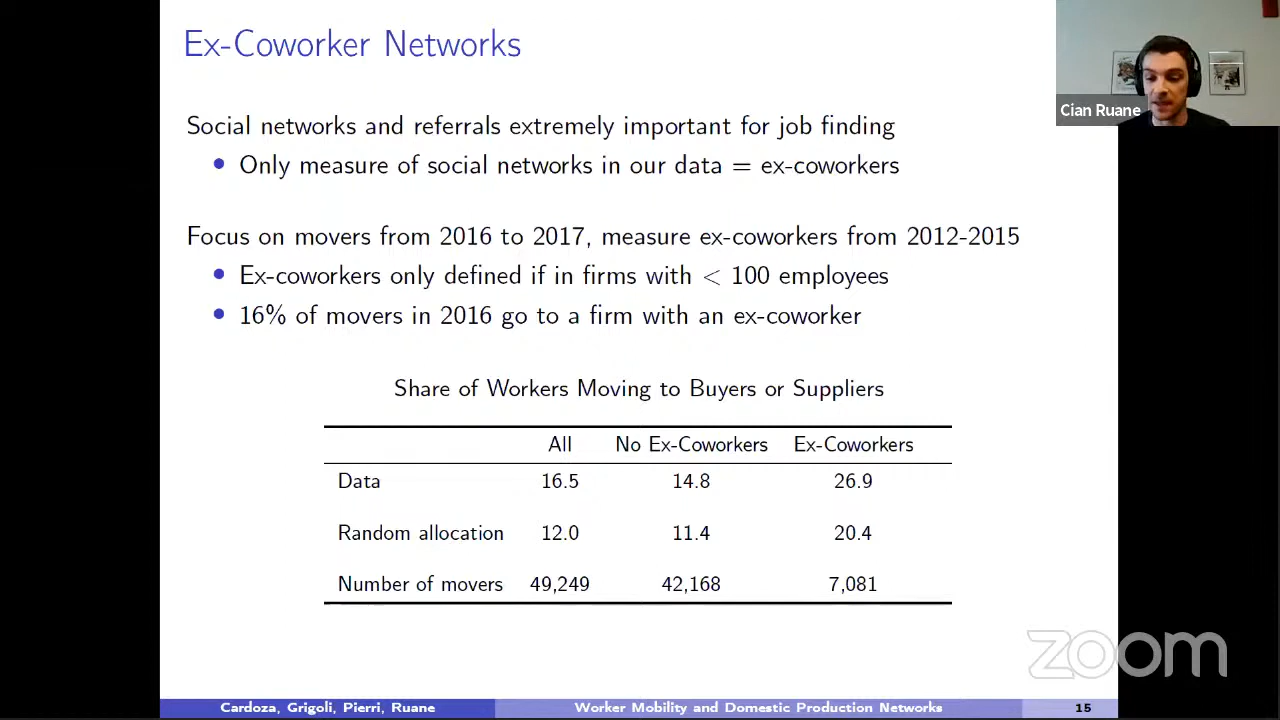 Ex-Coworker Networks
Cian Ruane
Social networks and referrals extremely important for job finding
• Only measure of social networks in our data = ex-coworkers
Focus on movers from 2016 to 2017, measure ex-coworkers from 2012-2015
• Ex-coworkers only defined if in firms with < 100 employees
• 16% of movers in 2016 go to a firm with an ex-coworker
Share of Workers Moving to Buyers or Suppliers
All No Ex-Coworkers Ex-Coworkers
Data 16.5 14.8 26.9
Random allocation 12.0 11.4 20.4
Number of movers 49,249 42,168 7,081
zoom
Cardoza, Grigoli, Pierri, Ruane Worker Mobility and Domestic Production Networks 15